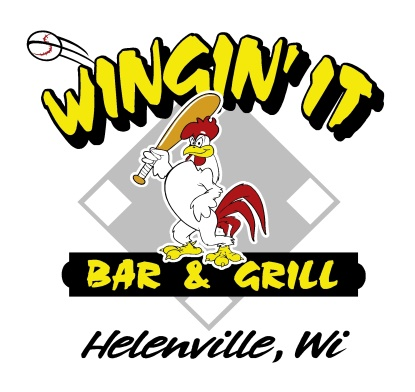 WINGIN' IT
BAR & GRILL
Helenville, Wi